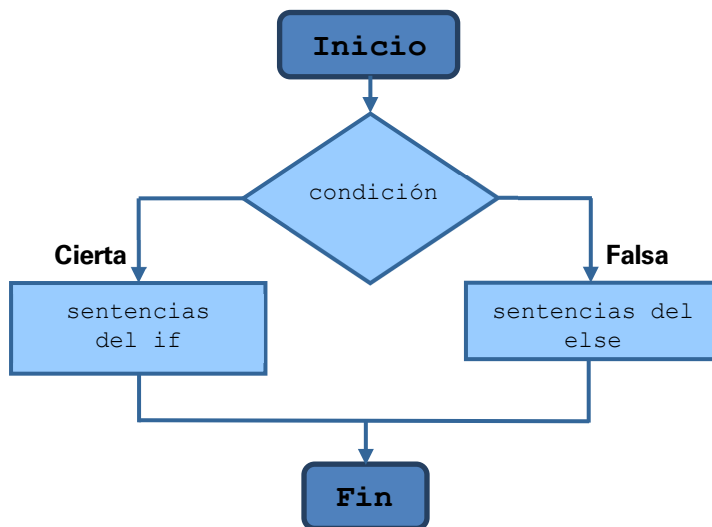 Inicio
condición
Cierta
Falsa
sentencias
del if
sentencias del
else
Fin